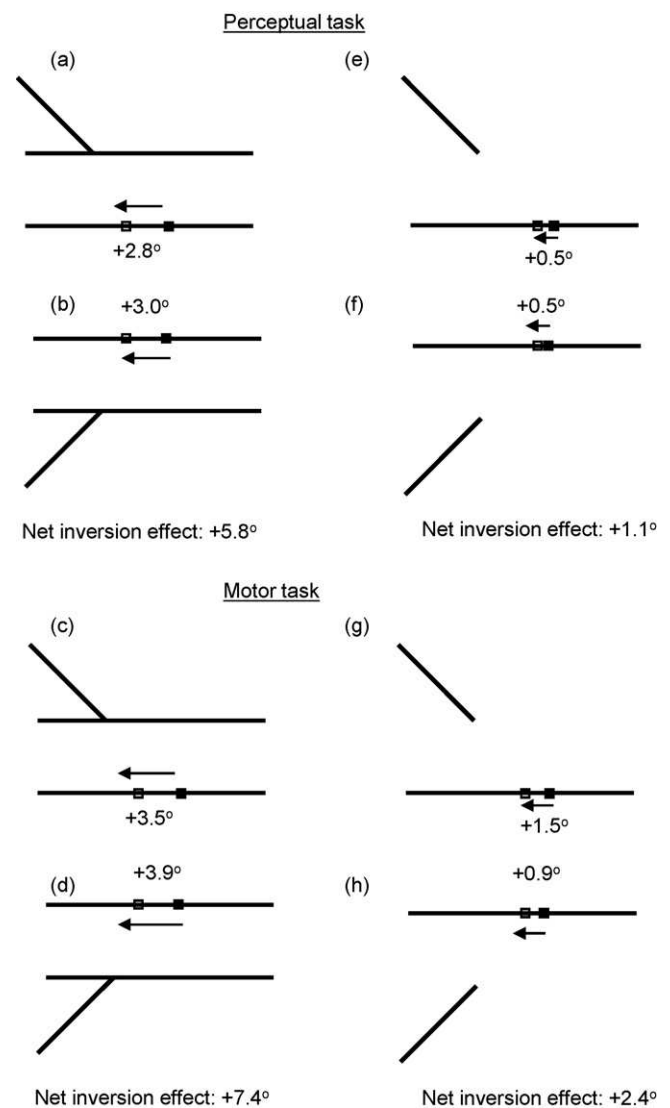 Perceptual task
(a)
(e)
+2.8°
+0.5°
(b)
+3.0°
(f)
+0.5°
Net inversion effect: +5.8°
Net inversion effect: +1.1°
Motor task
(c)
(g)
+3.5°
+1.5°
(d)
+3.9°
(h)
+0.9°
Net inversion effect: +7.4°
Net inversion effect: +2.4°